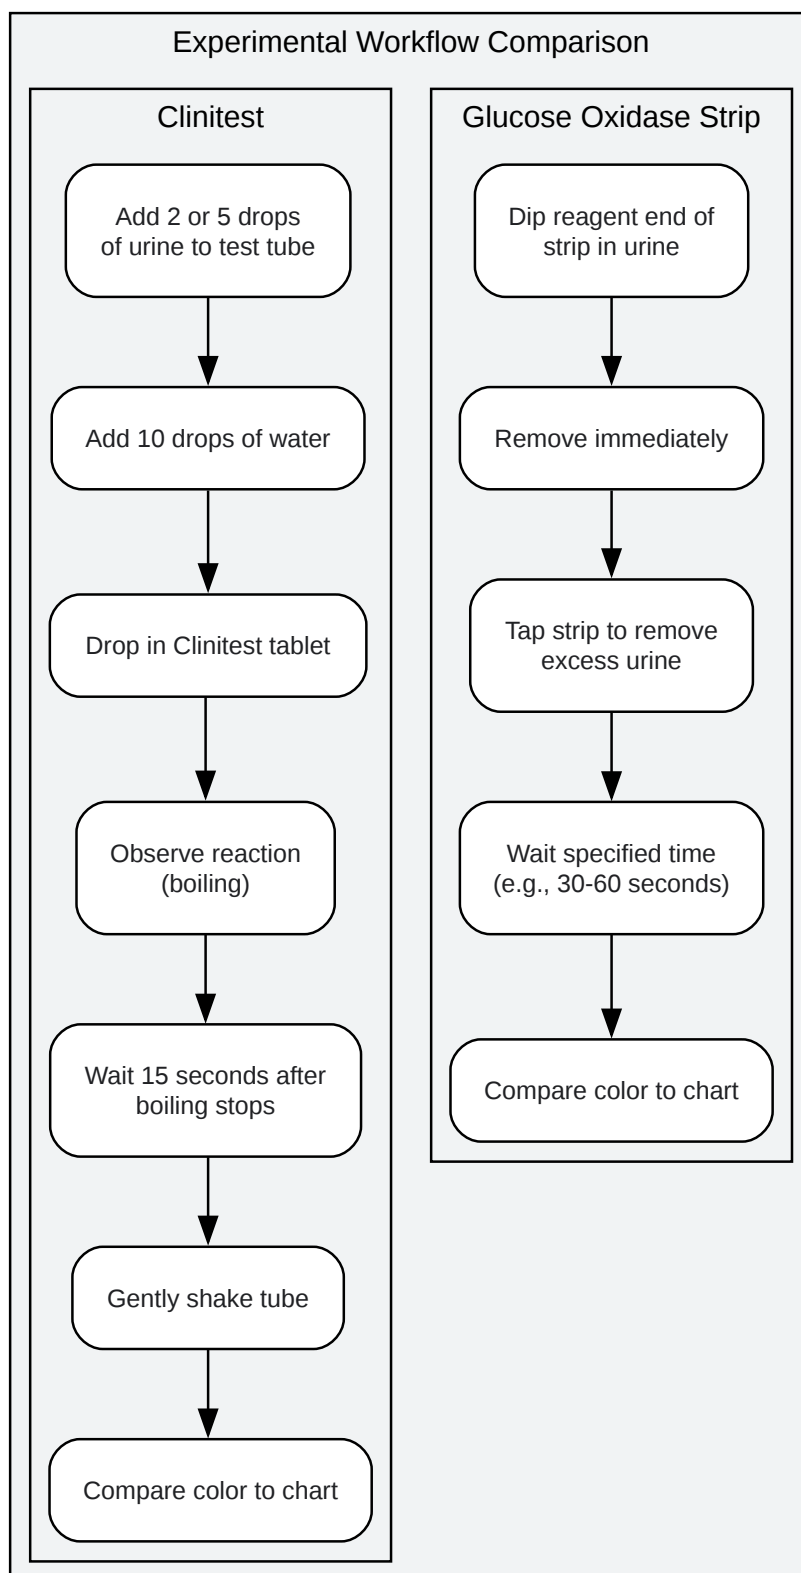 Experimental Workflow Comparison
Clinitest
Add 2 or 5 drops
of urine to test tube
Add 10 drops of water
Drop in Clinitest tablet
Observe reaction
(boiling)
Wait 15 seconds after
boiling stops
Gently shake tube
Compare color to chart
Glucose Oxidase Strip
Dip reagent end of
strip in urine
Remove immediately
Tap strip to remove
excess urine
Wait specified time
(e.g., 30-60 seconds)
Compare color to chart